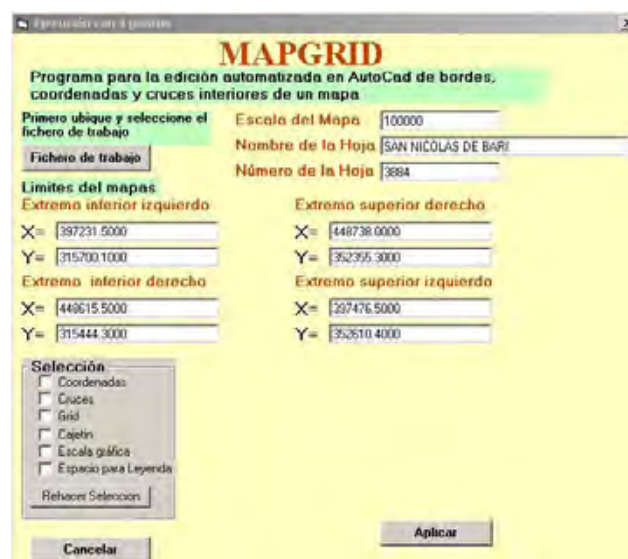 Ejecución con 4 puntos
MAPGRID
Programa para la edición automatizada en AutoCad de bordes,
coordenadas y cruces interiores de un mapa
Primero ubique y seleccione el
fichero de trabajo
Fichero de trabajo
Escala del Mapa 100000
Nombre de la Hoja SAN NICOLAS DE BARI
Número de la Hoja 3884
Limites del mapas
Extremo inferior izquierdo
X= 397231.5000
Y= 315700.1000
Extremo superior derecho
X= 448738.0000
Y= 352355.3000
Extremo inferior derecho
X= 448615.5000
Y= 315444.3000
Extremo superior izquierdo
X= 397476.5000
Y= 352610.4000
Selección
Coordenadas
Cruces
Grid
Cajetin
Escala gráfica
Espacio para Leyenda
Rehacer Seleccion
Cancelar
Aplicar